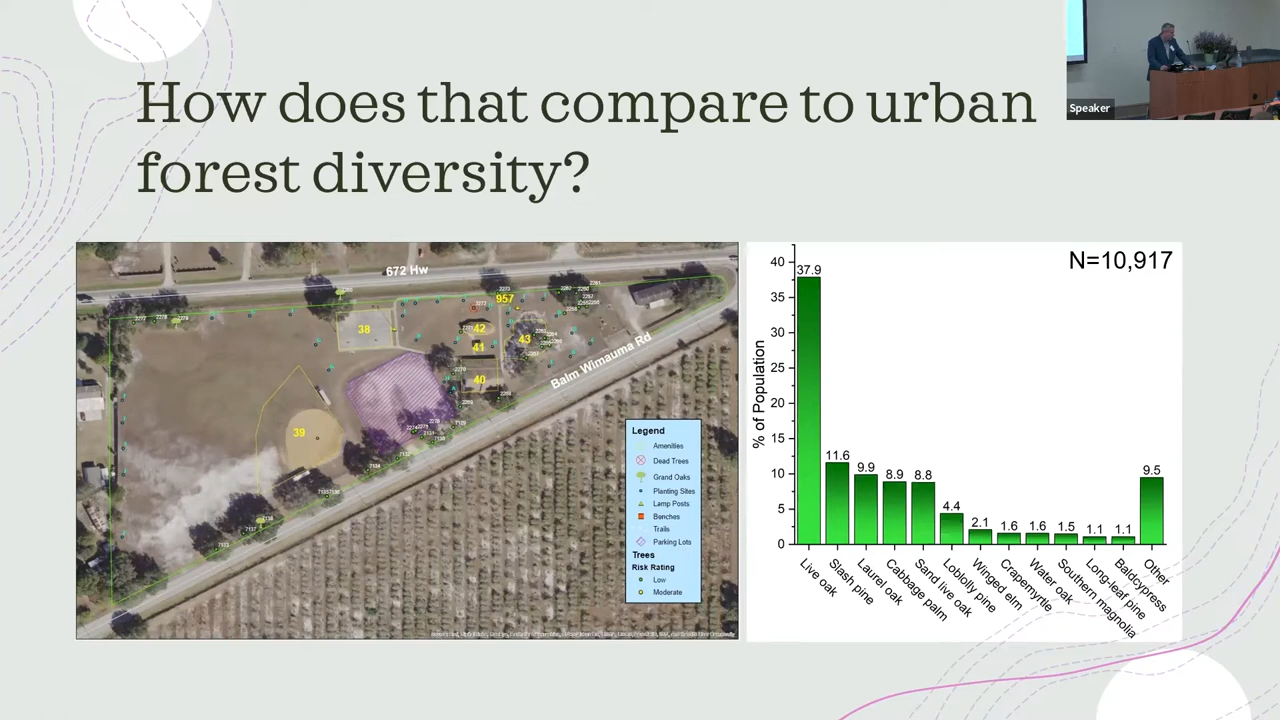 How does that compare to urban
forest diversity?
Speaker
672 Hw
957
38
42
43
41
40
39
Balm Wimauma Rd
Legend
Amenities
Dead Trees
Grand Oaks
Planting Sites
Lamp Posts
Benches
Trails
Parking Lots
Trees
Risk Rating
Low
Moderate
N=10,917
% of Population
40
35
30
25
20
15
10
5
0
37.9
11.6
9.9
8.9
8.8
4.4
2.1
1.6
1.6
1.5
1.1
1.1
9.5
Live oak
Slash pine
Laurel oak
Cabbage palm
Sand live oak
Loblolly pine
Winged elm
Crapemyrtle
Water oak
Southern magnolia
Long-leaf pine
Baldcypress
Other